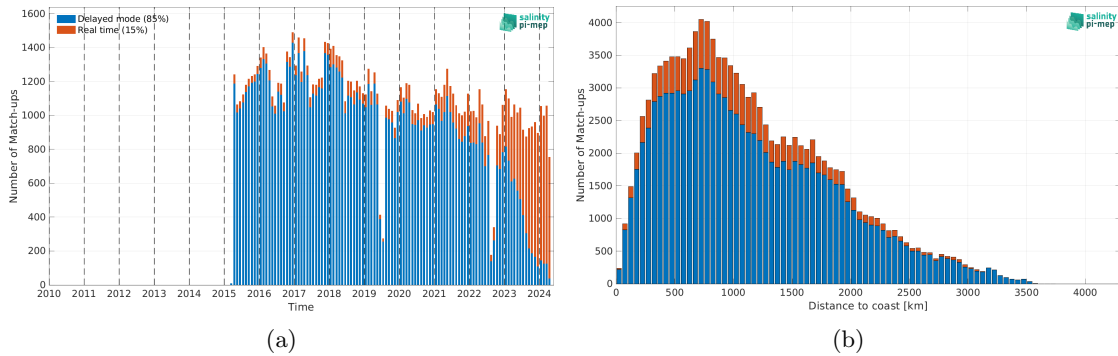 Delayed mode (85%)
Real time (15%)
salinity
pi-mep
Number of Match-ups
1600
1400
1200
1000
800
600
400
200
0
2010 2011 2012 2013 2014 2015 2016 2017 2018 2019 2020 2021 2022 2023 2024
Time
(a)
salinity
pi-mep
Number of Match-ups
4000
3500
3000
2500
2000
1500
1000
500
0
0 500 1000 1500 2000 2500 3000 3500 4000
Distance to coast [km]
(b)